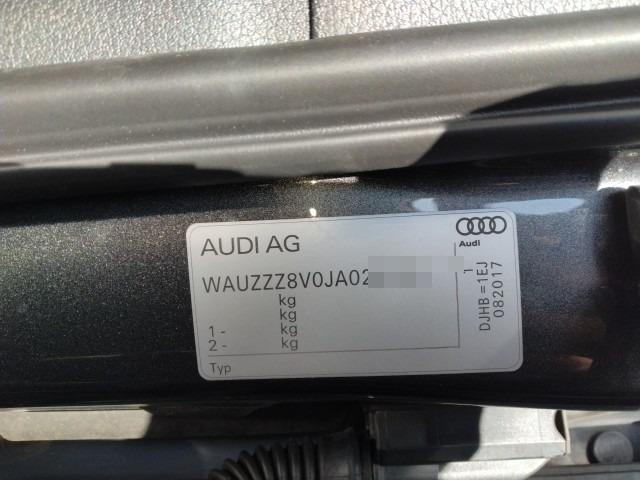 AUDI AG
Audi
WAUZZZ8V0JA02
1
kg
kg
1 - kg
2 - kg
Typ
DJHB =1EJ
082017